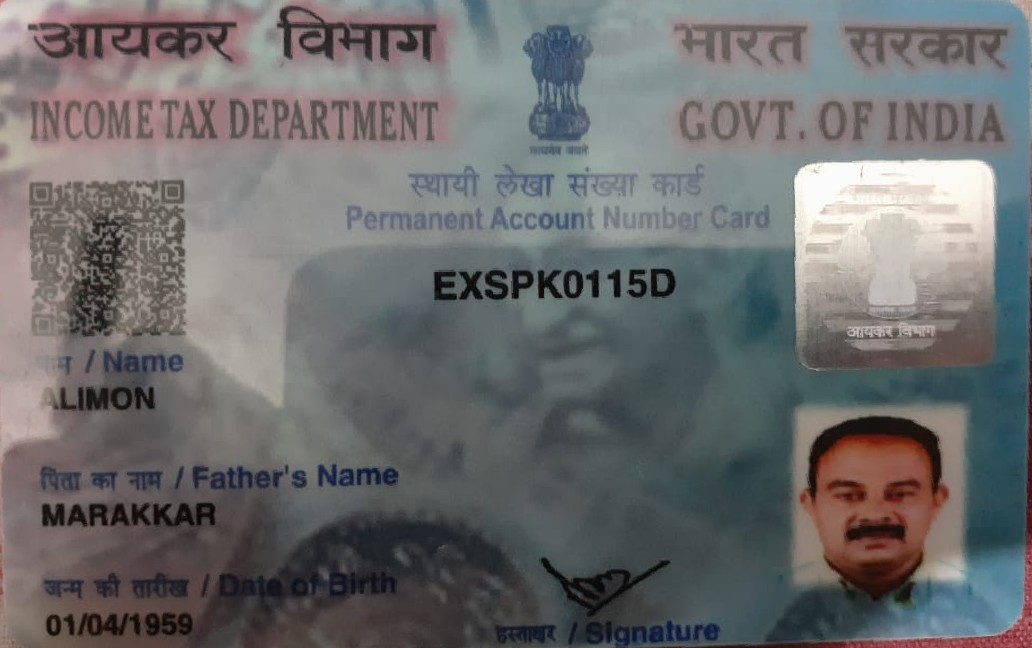 आयकर विभाग
भारत सरकार
INCOME TAX DEPARTMENT
GOVT. OF INDIA
सत्यमेव जयते
स्थायी लेखा संख्या कार्ड
Permanent Account Number Card
EXSPK0115D
आयकर विभाग
नाम / Name
ALIMON
पिता का नाम / Father's Name
MARAKKAR
जन्म की तारीख / Date of Birth
01/04/1959
हस्ताक्षर / Signature